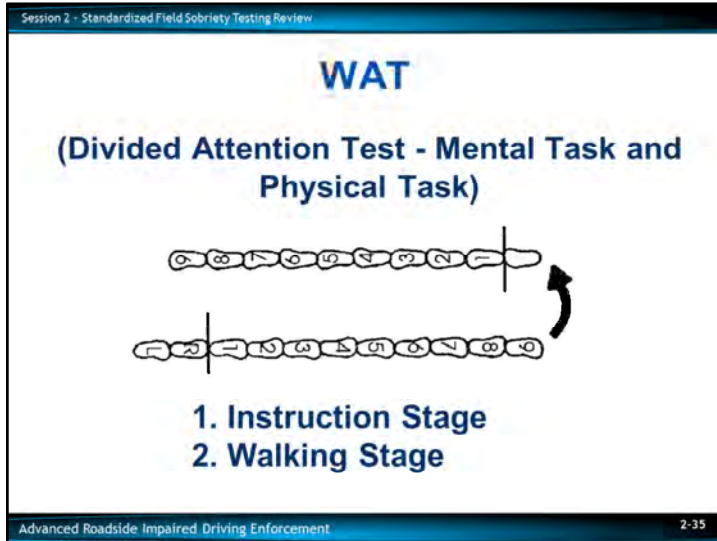 Session 2 - Standardized Field Sobriety Testing Review
WAT
(Divided Attention Test - Mental Task and
Physical Task)
9 8 7 6 5 4 3 2 1
L R 1 2 3 4 5 6 7 8 9
1. Instruction Stage
2. Walking Stage
Advanced Roadside Impaired Driving Enforcement 2-35